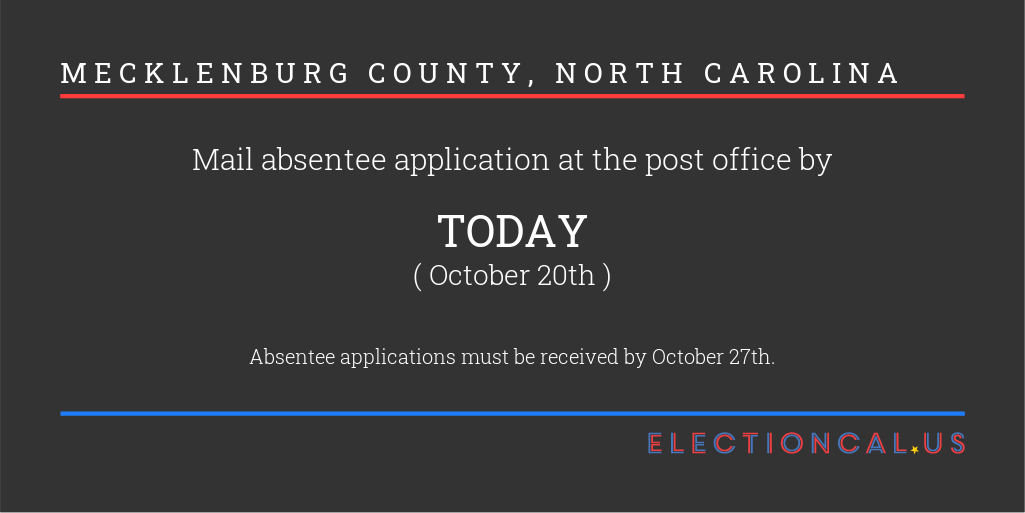 MECKLENBURG COUNTY, NORTH CAROLINA
Mail absentee application at the post office by
TODAY
( October 20th )
Absentee applications must be received by October 27th.
ELECTIONCAL.US